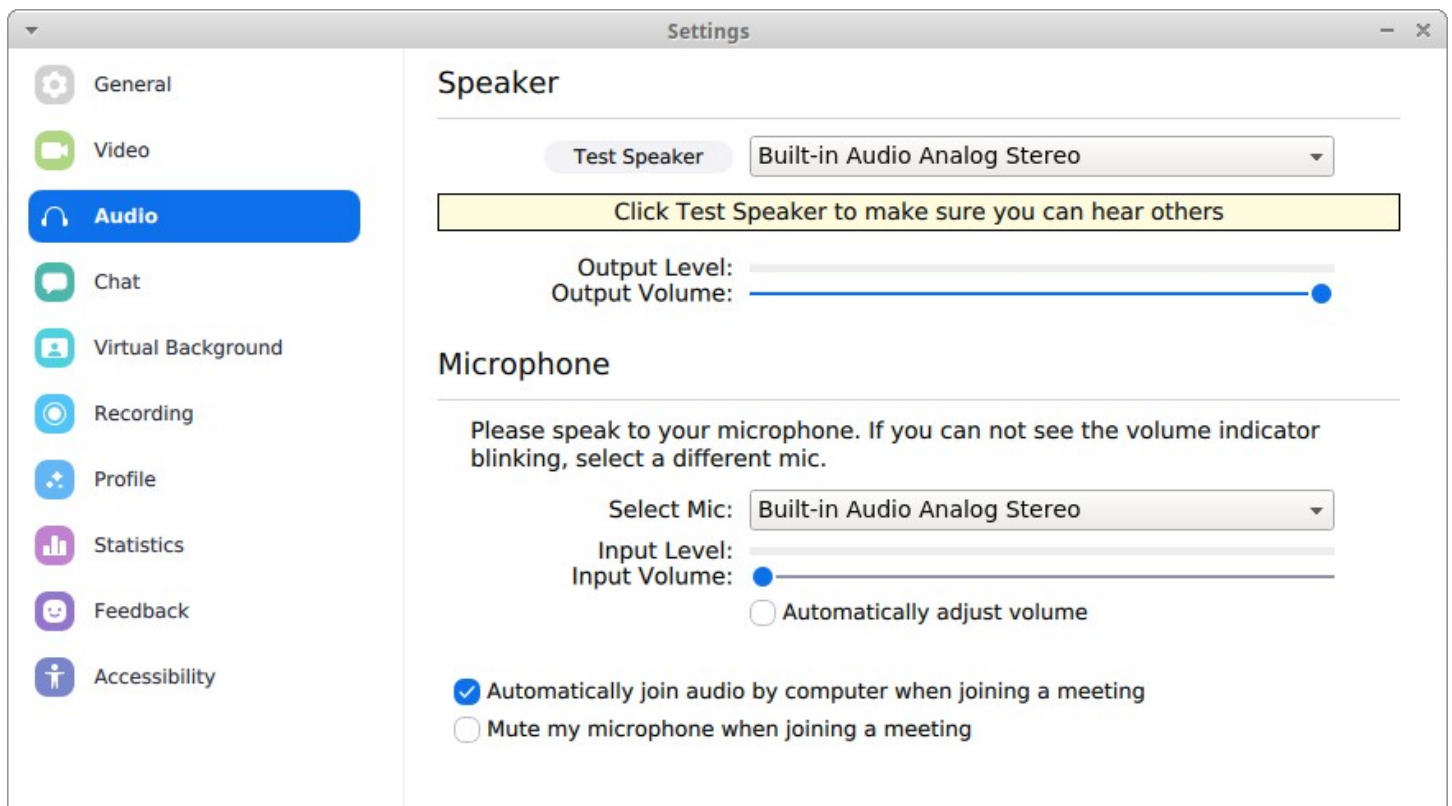 Settings
General
Video
Audio
Chat
Virtual Background
Recording
Profile
Statistics
Feedback
Accessibility
Speaker
Test Speaker
Built-in Audio Analog Stereo
Click Test Speaker to make sure you can hear others
Output Level:
Output Volume:
Microphone
Please speak to your microphone. If you can not see the volume indicator
blinking, select a different mic.
Select Mic: Built-in Audio Analog Stereo
Input Level:
Input Volume:
Automatically adjust volume
Automatically join audio by computer when joining a meeting
Mute my microphone when joining a meeting